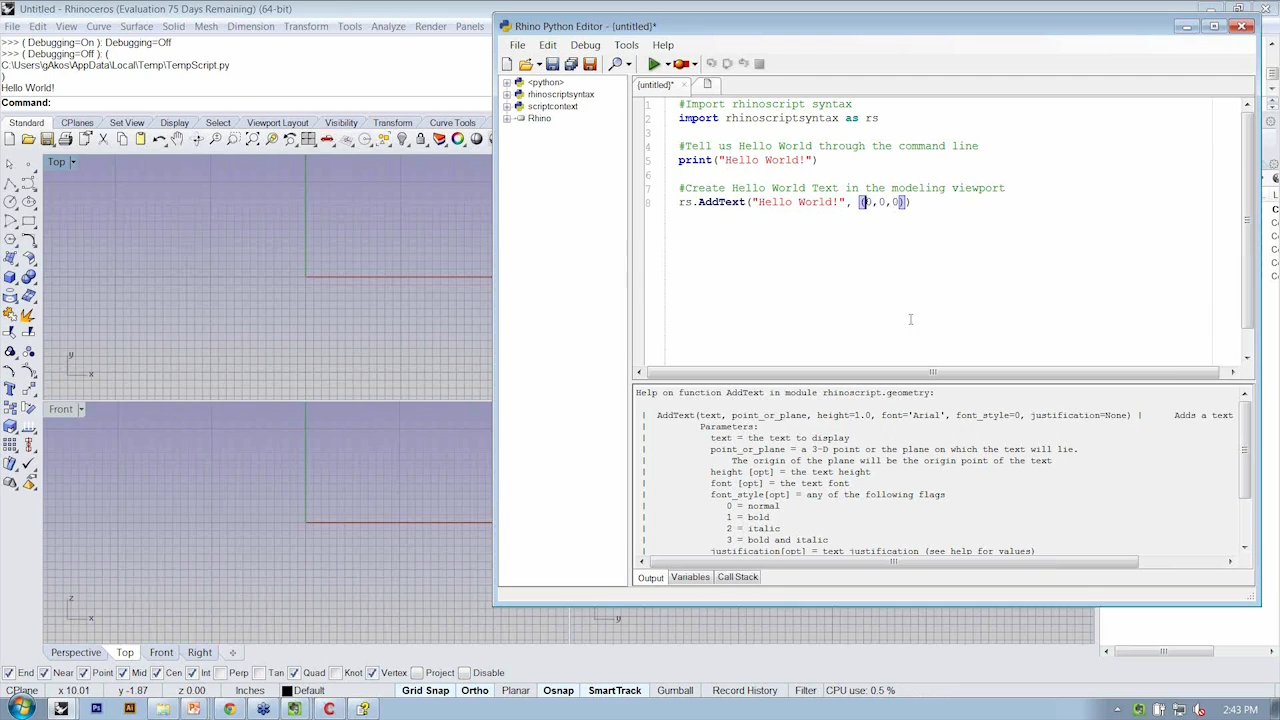 Untitled - Rhinoceros (Evaluation 75 Days Remaining) (64-bit)
File Edit View Curve Surface Solid Mesh Dimension Transform Tools Analyze Render Panels
>>> ( Debugging=On ): Debugging=Off
>>> ( Debugging=Off ): (
C:\Users\gAkos\AppData\Local\Temp\TempScript.py
)
Hello World!
Command:
Standard CPlanes Set View Display Select Viewport Layout Visibility Transform Curve Tools
Top
Front
Rhino Python Editor - {untitled}*
File Edit Debug Tools Help
<python>
rhinoscriptsyntax
scriptcontext
Rhino
{untitled}*
1 #Import rhinoscript syntax
2 import rhinoscriptsyntax as rs
3
4 #Tell us Hello World through the command line
5 print("Hello World!")
6
7 #Create Hello World Text in the modeling viewport
8 rs.AddText("Hello World!", (0,0,0))
Help on function AddText in module rhinoscript.geometry:
| AddText(text, point_or_plane, height=1.0, font='Arial', font_style=0, justification=None) | Adds a text
| Parameters:
| text = the text to display
| point_or_plane = a 3-D point or the plane on which the text will lie.
| The origin of the plane will be the origin point of the text
| height [opt] = the text height
| font [opt] = the text font
| font_style[opt] = any of the following flags
| 0 = normal
| 1 = bold
| 2 = italic
| 3 = bold and italic
| justification[opt] = text justification (see help for values)
Output Variables Call Stack
y
x
z
x
y
Perspective Top Front Right
End Near Point Mid Cen Int Perp Tan Quad Knot Vertex Project Disable
CPlane x 10.01 y -1.87 z 0.00 Inches Default Grid Snap Ortho Planar Osnap SmartTrack Gumball Record History Filter CPU use: 0.5 %
2:43 PM